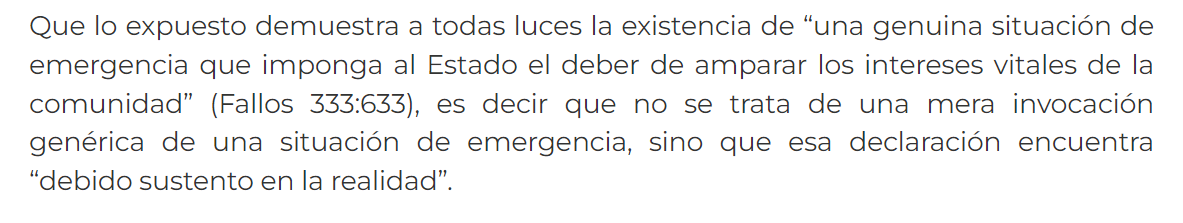 Que lo expuesto demuestra a todas luces la existencia de “una genuina situación de
emergencia que imponga al Estado el deber de amparar los intereses vitales de la
comunidad” (Fallos 333:633), es decir que no se trata de una mera invocación
genérica de una situación de emergencia, sino que esa declaración encuentra
“debido sustento en la realidad”.